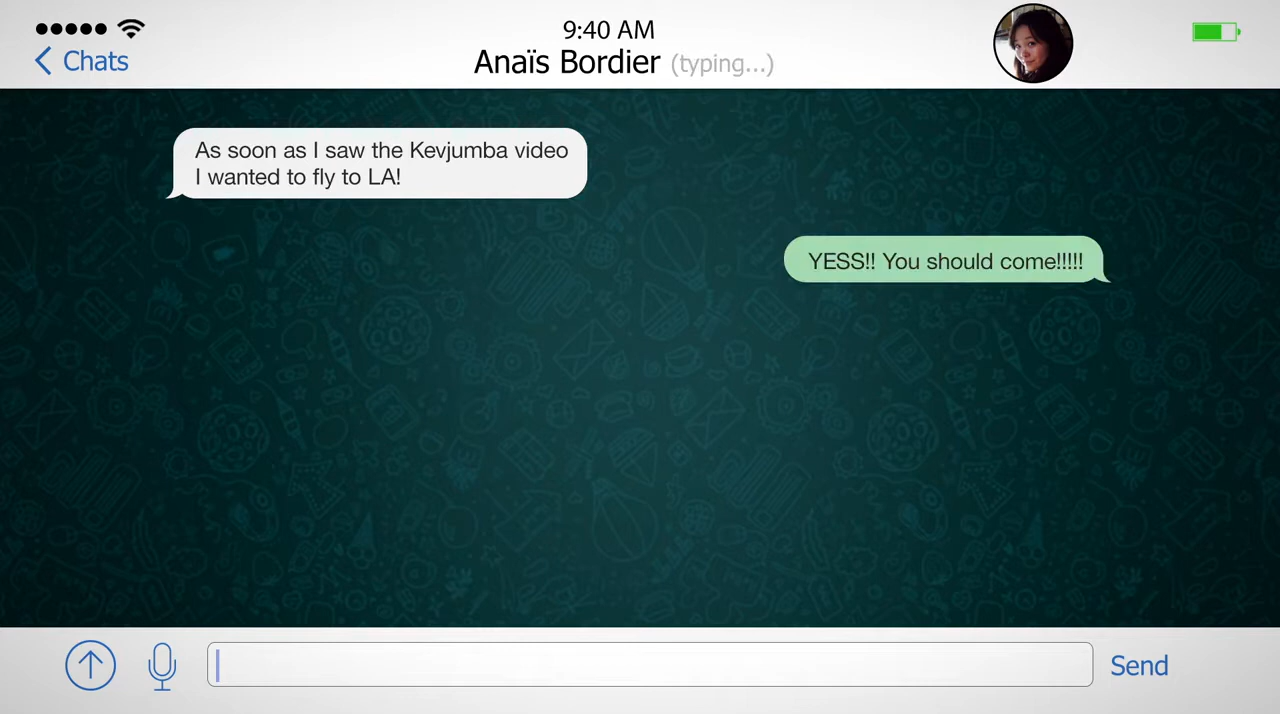 9:40 AM
Chats
Anaïs Bordier (typing...)
As soon as I saw the Kevjumba video
I wanted to fly to LA!
YESS!! You should come!!!!!
Send